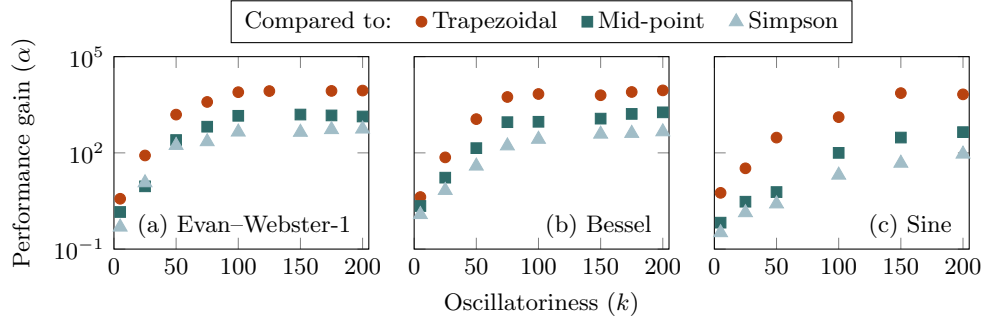 Compared to: Trapezoidal Mid-point Simpson
Performance gain (α)
10^5
10^2
10^−1
(a) Evan–Webster-1
(b) Bessel
(c) Sine
0 50 100 150 200
0 50 100 150 200
0 50 100 150 200
Oscillatoriness (k)